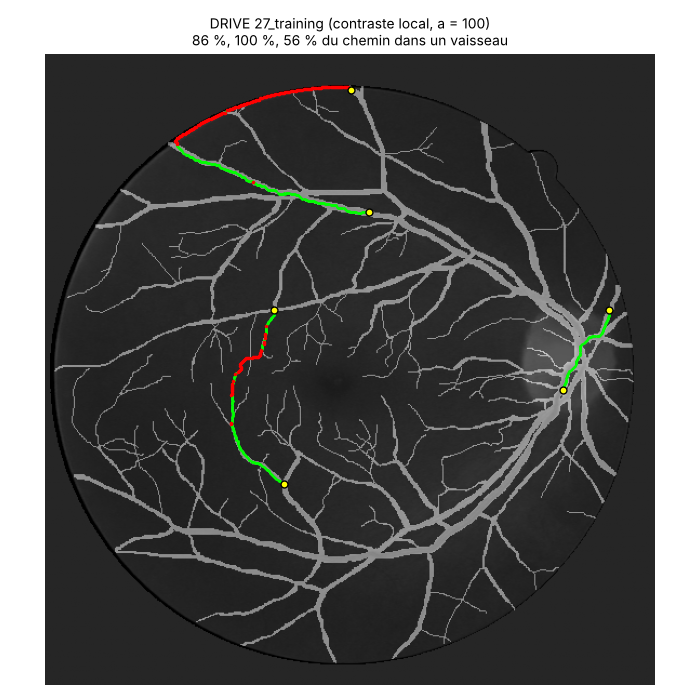 DRIVE 27_training (contraste local, a = 100)
86 %, 100 %, 56 % du chemin dans un vaisseau